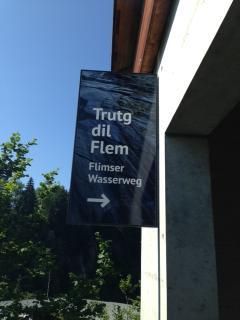 Trutg
dil
Flem
Flimser
Wasserweg
→